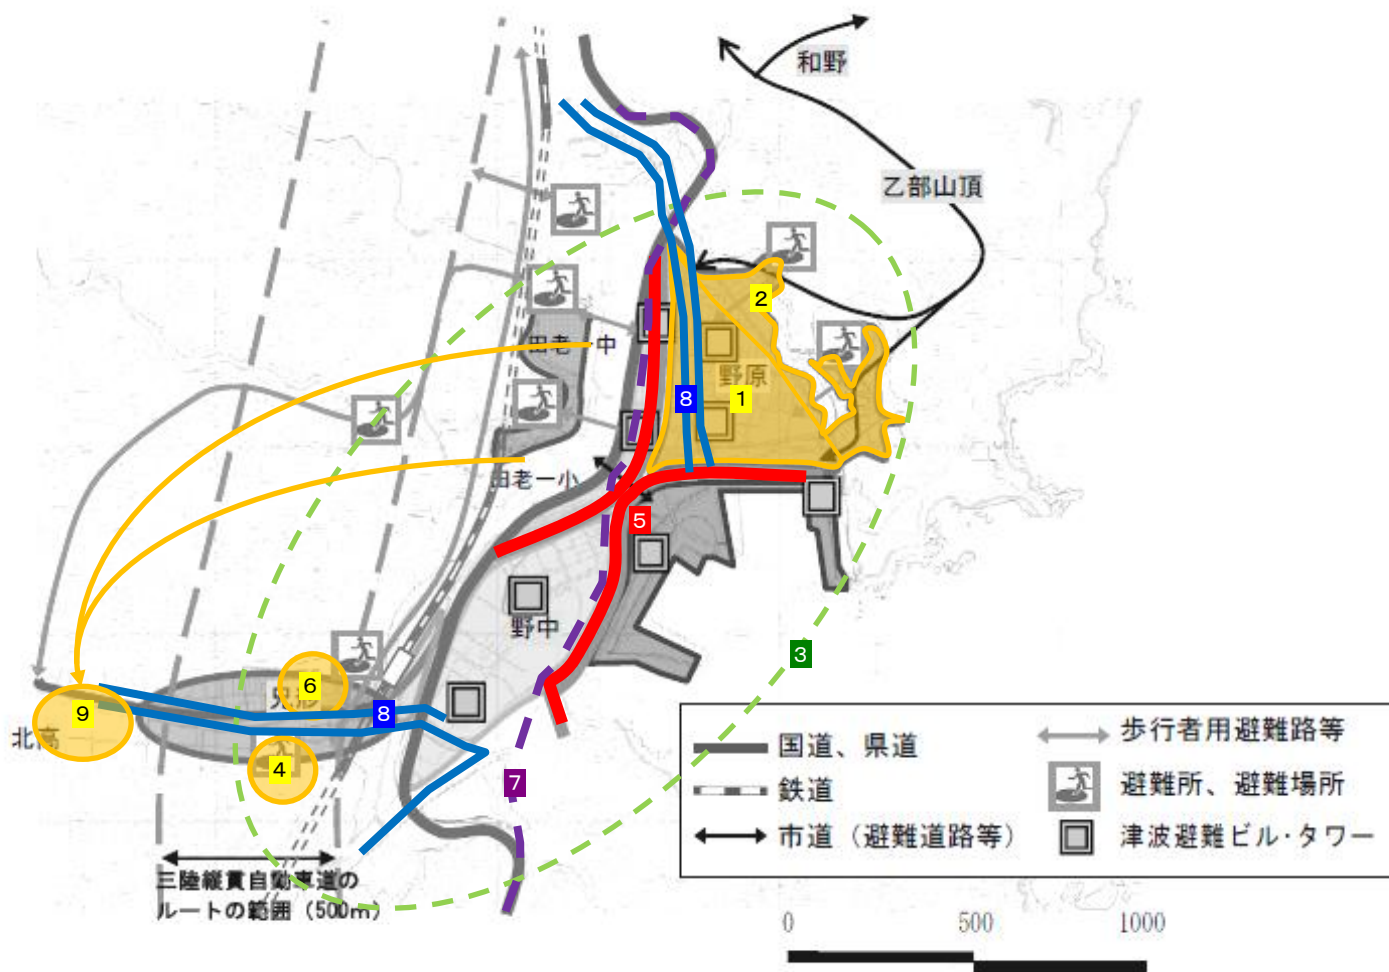 和野
乙部山頂
2
田老一中
野原
8
1
田老一小
5
野中
3
6
9
8
北高
4
7
三陸縦貫自動車道の
ルートの範囲（500m）
国道、県道
鉄道
市道（避難道路等）
歩行者用避難路等
避難所、避難場所
津波避難ビル・タワー
0
500
1000